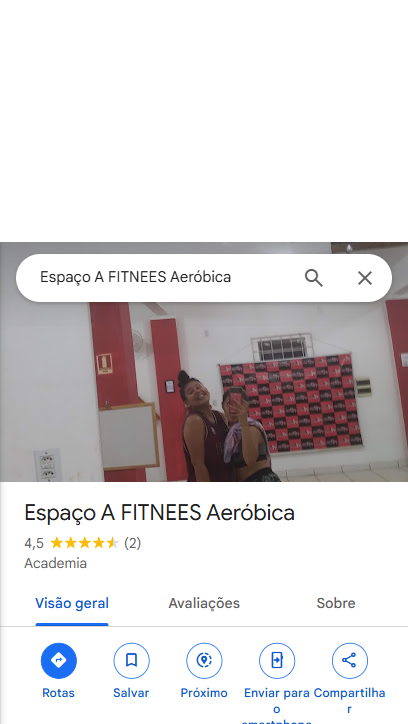 Espaço A FITNEES Aeróbica
Espaço A FITNEES Aeróbica
4,5 (2)
Academia
Visão geral Avaliações Sobre
Rotas Salvar Próximo Enviar para o smartphone Compartilhar